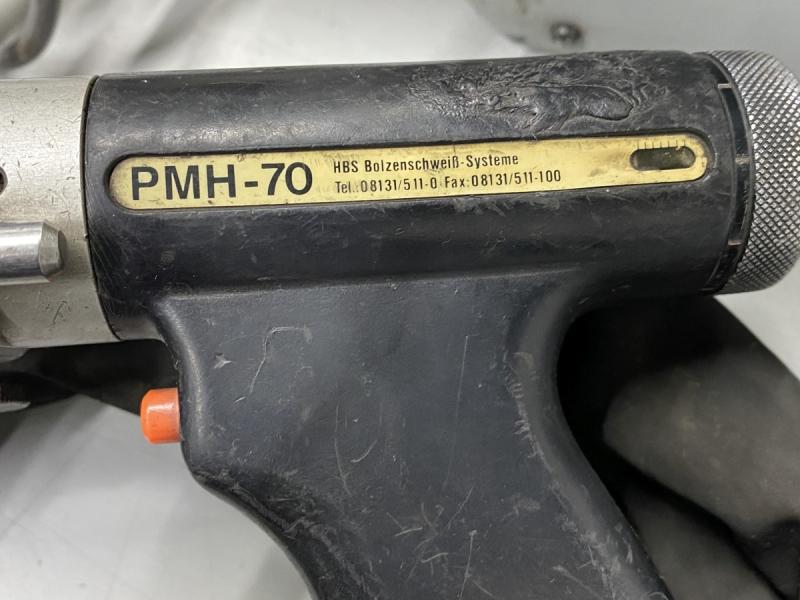 PMH-70
HBS Bolzenschweiß-Systeme
Tel.:08131/511-0 Fax:08131/511-100